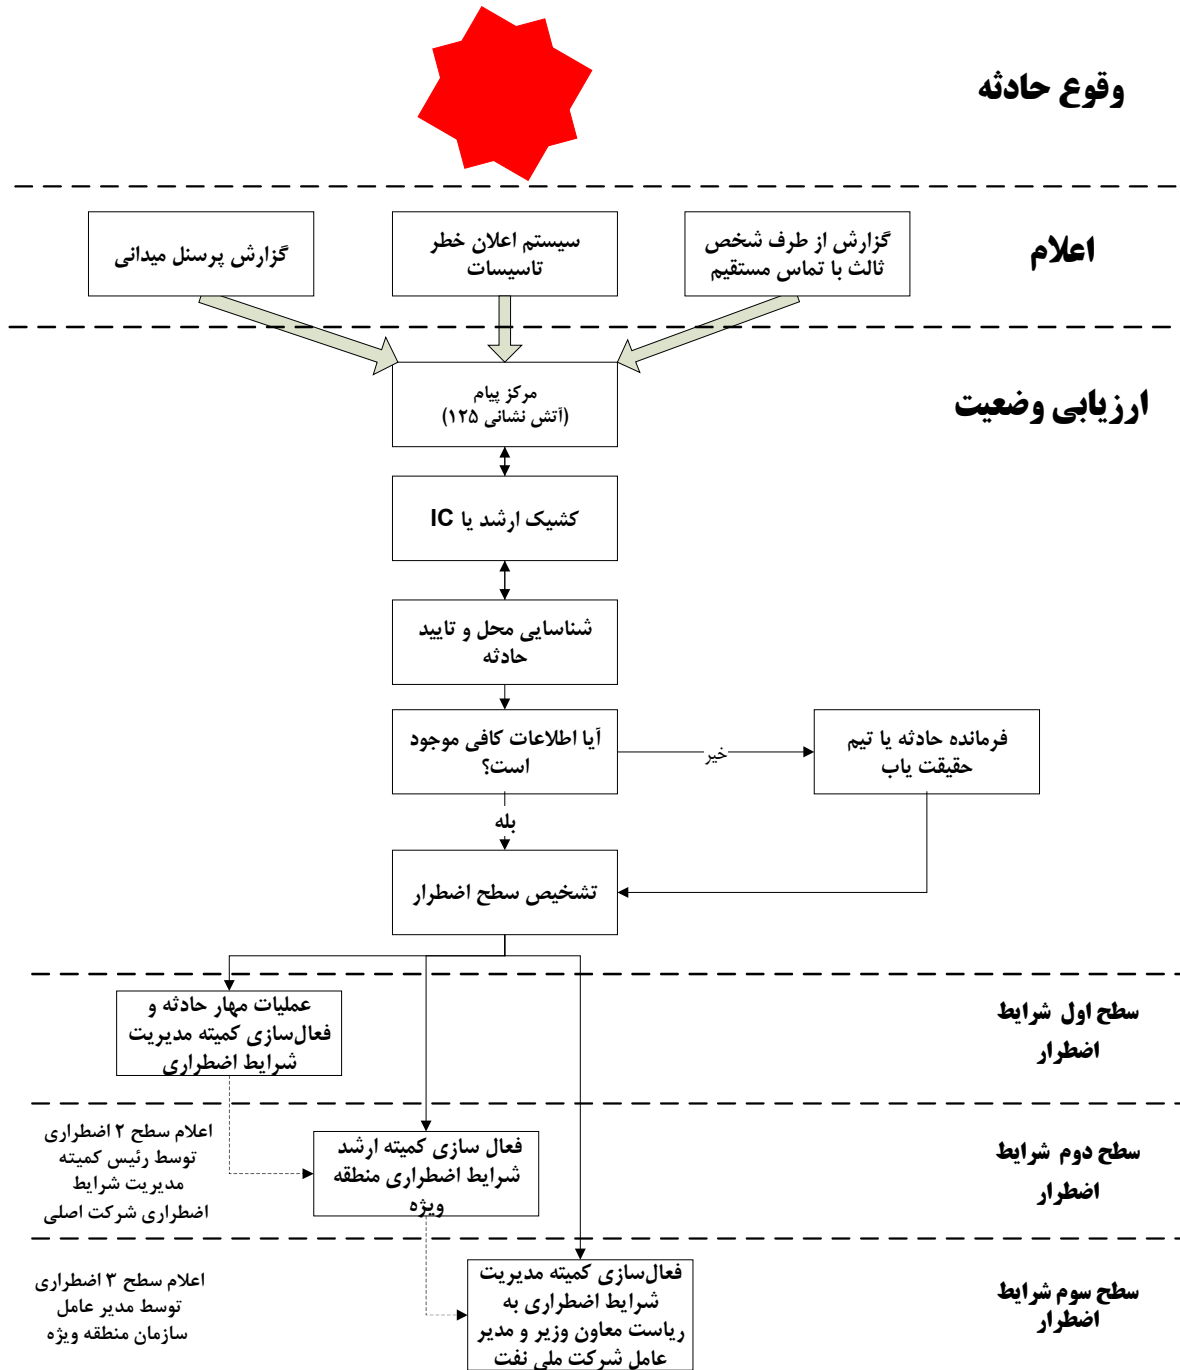 وقوع حادثه
اعلام
گزارش از طرف شخص
ثالث با تماس مستقیم
سیستم اعلان خطر
تاسیسات
گزارش پرسنل میدانی
ارزیابی وضعیت
مرکز پیام
(آتش نشانی ۱۲۵)
کشیک ارشد یا IC
شناسایی محل و تایید
حادثه
آیا اطلاعات کافی موجود
است؟
خیر
فرمانده حادثه یا تیم
حقیقت یاب
بله
تشخیص سطح اضطرار
سطح اول شرایط
اضطرار
عملیات مهار حادثه و
فعال‌سازی کمیته مدیریت
شرایط اضطراری
سطح دوم شرایط
اضطرار
فعال سازی کمیته ارشد
شرایط اضطراری منطقه
ویژه
اعلام سطح ۲ اضطراری
توسط رئیس کمیته
مدیریت شرایط
اضطراری شرکت اصلی
سطح سوم شرایط
اضطرار
فعال‌سازی کمیته مدیریت
شرایط اضطراری به
ریاست معاون وزیر و مدیر
عامل شرکت ملی نفت
اعلام سطح ۳ اضطراری
توسط مدیر عامل
سازمان منطقه ویژه